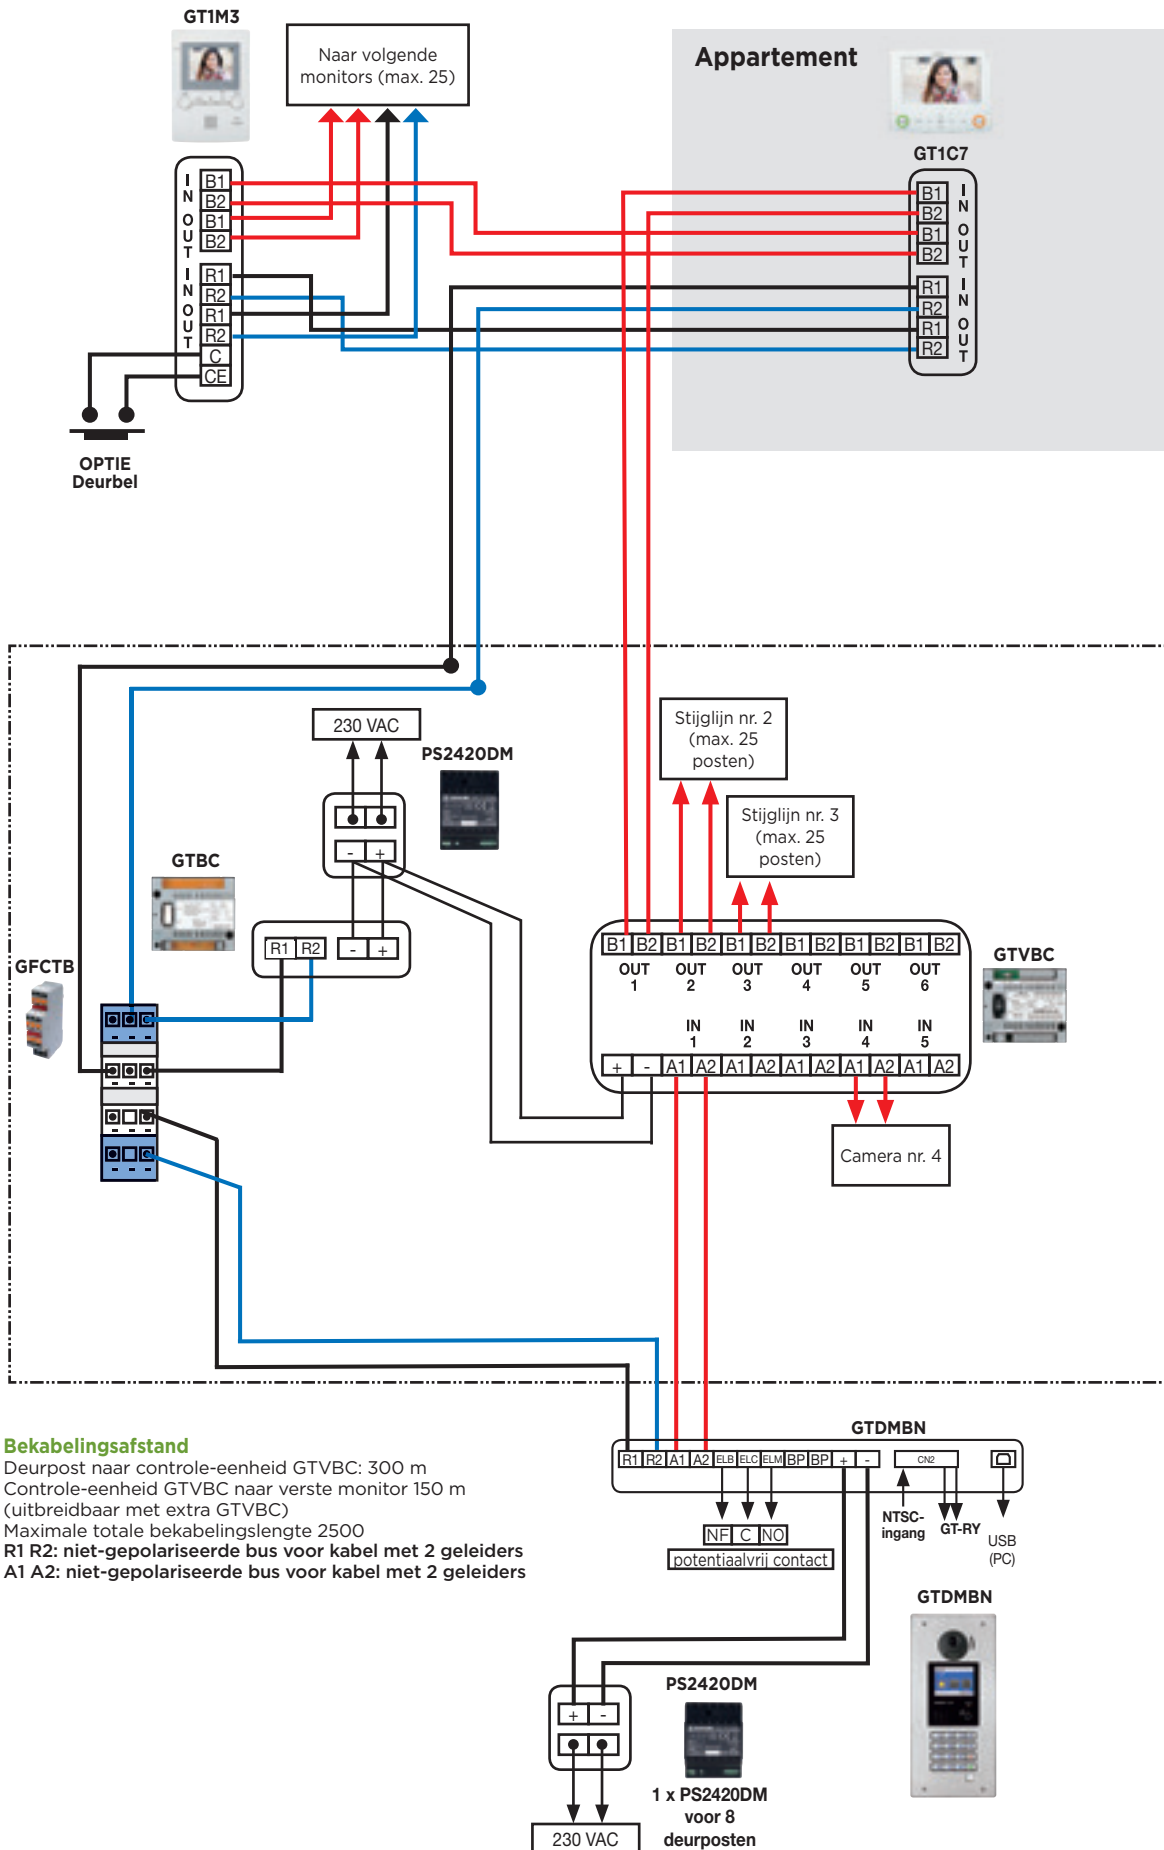 GT1M3
Naar volgende
monitors (max. 25)
Appartement
GT1C7
IN
OUT
B1
B2
B1
B2
IN
OUT
R1
R2
R1
R2
C
CE
B1
B2
B1
B2
IN
OUT
R1
R2
R1
R2
IN
OUT
OPTIE
Deurbel
230 VAC
PS2420DM
- +
Stijglijn nr. 2
(max. 25
posten)
Stijglijn nr. 3
(max. 25
posten)
GTBC
R1 R2 - +
GFCTB
B1 B2 B1 B2 B1 B2 B1 B2 B1 B2 B1 B2
OUT OUT OUT OUT OUT OUT
1 2 3 4 5 6
IN IN IN IN IN
1 2 3 4 5
+ - A1 A2 A1 A2 A1 A2 A1 A2 A1 A2
GTVBC
Camera nr. 4
Bekabelingsafstand
Deurpost naar controle-eenheid GTVBC: 300 m
Controle-eenheid GTVBC naar verste monitor 150 m
(uitbreidbaar met extra GTVBC)
Maximale totale bekabelingslengte 2500
R1 R2: niet-gepolariseerde bus voor kabel met 2 geleiders
A1 A2: niet-gepolariseerde bus voor kabel met 2 geleiders
GTDMBN
R1 R2 A1 A2 ELB ELC ELM BP BP + - CN2
NF C NO
potentiaalvrij contact
NTSC-
ingang
GT-RY
USB
(PC)
GTDMBN
+ -
PS2420DM
1 x PS2420DM
voor 8
deurposten
230 VAC